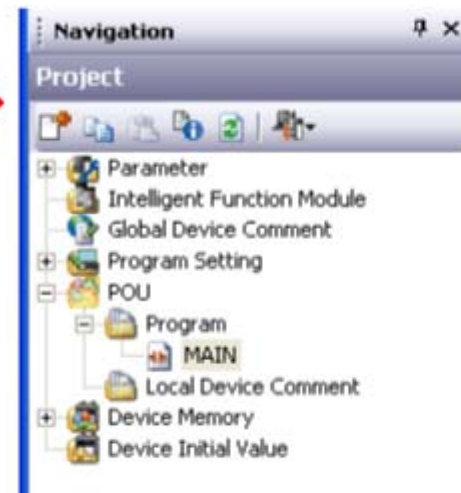 Navigation
Project
Parameter
Intelligent Function Module
Global Device Comment
Program Setting
POU
Program
MAIN
Local Device Comment
Device Memory
Device Initial Value